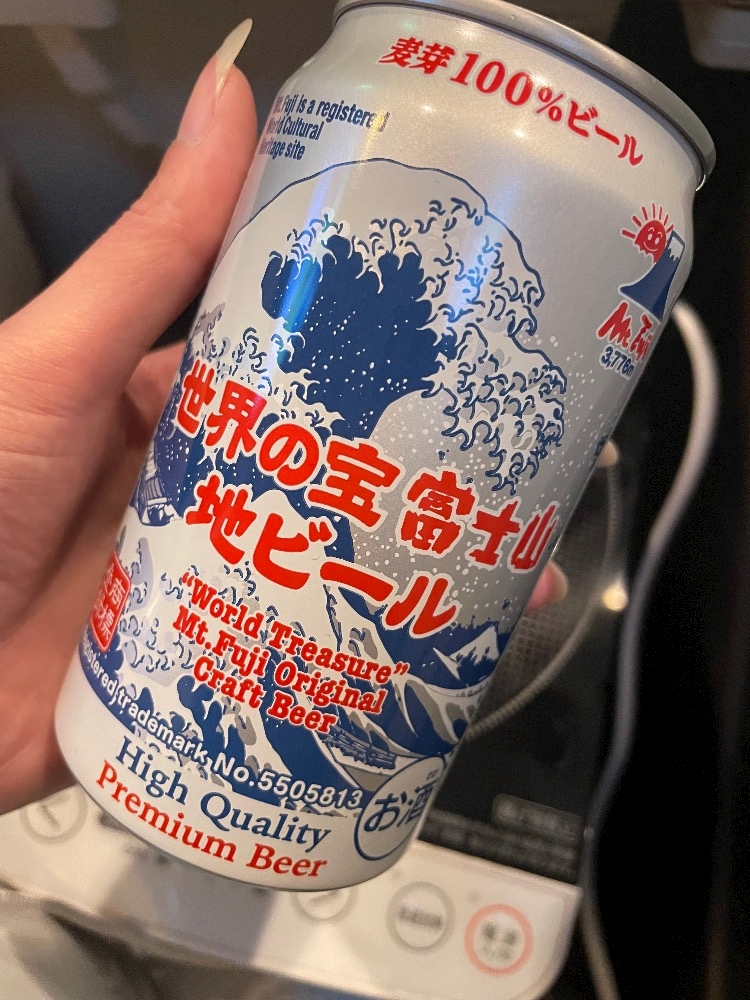 麦芽100%ビール
Mt. Fuji is a registered
World Cultural
Heritage site
Mt. Fuji
3,776m
世界の宝 富士山
地ビール
"World Treasure"
Mt.Fuji Original
Craft Beer
trademark No.5505813
お酒
High Quality
Premium Beer